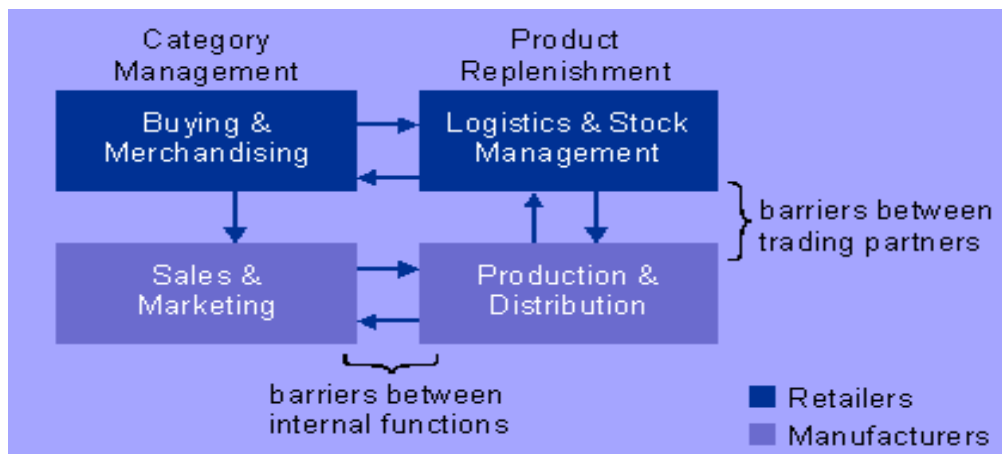 Category
Management
Product
Replenishment
Buying &
Merchandising
Logistics & Stock
Management
barriers between
trading partners
Sales &
Marketing
Production &
Distribution
barriers between
internal functions
Retailers
Manufacturers